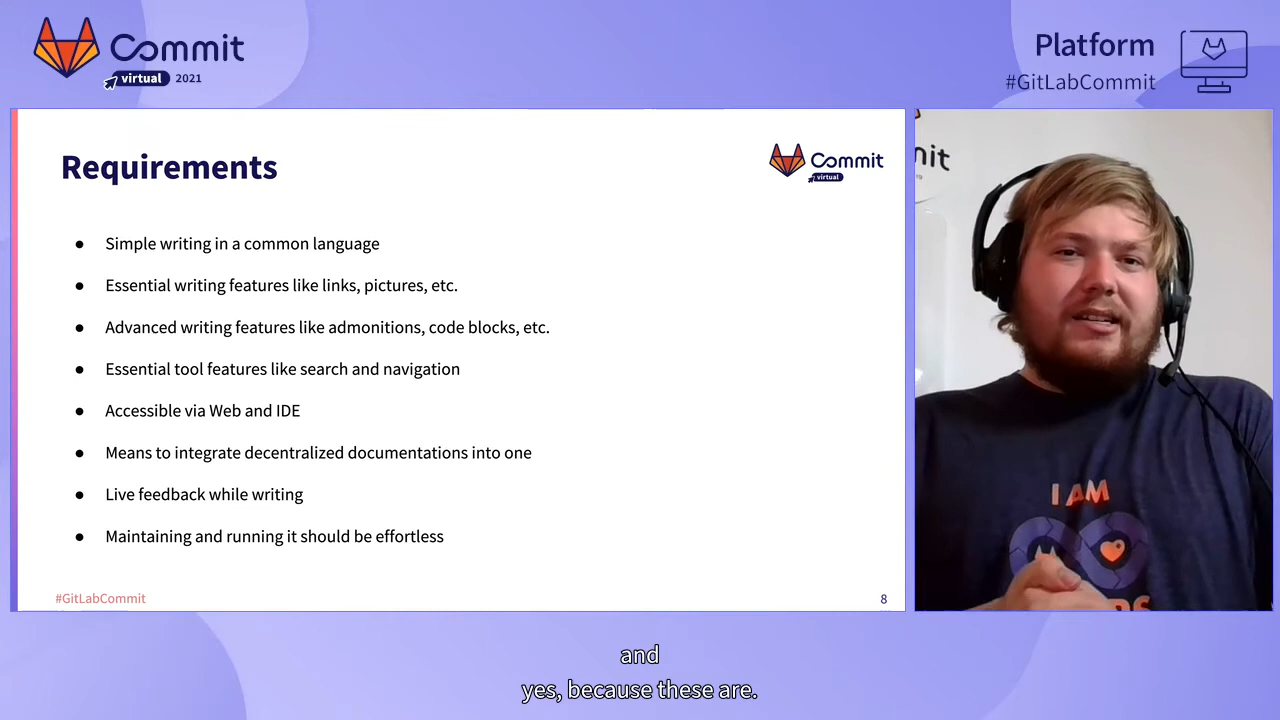 Commit
virtual 2021
Platform
#GitLabCommit
Requirements
Commit
virtual
● Simple writing in a common language
● Essential writing features like links, pictures, etc.
● Advanced writing features like admonitions, code blocks, etc.
● Essential tool features like search and navigation
● Accessible via Web and IDE
● Means to integrate decentralized documentations into one
● Live feedback while writing
● Maintaining and running it should be effortless
#GitLabCommit
8
nit
I AM
and
yes, because these are.